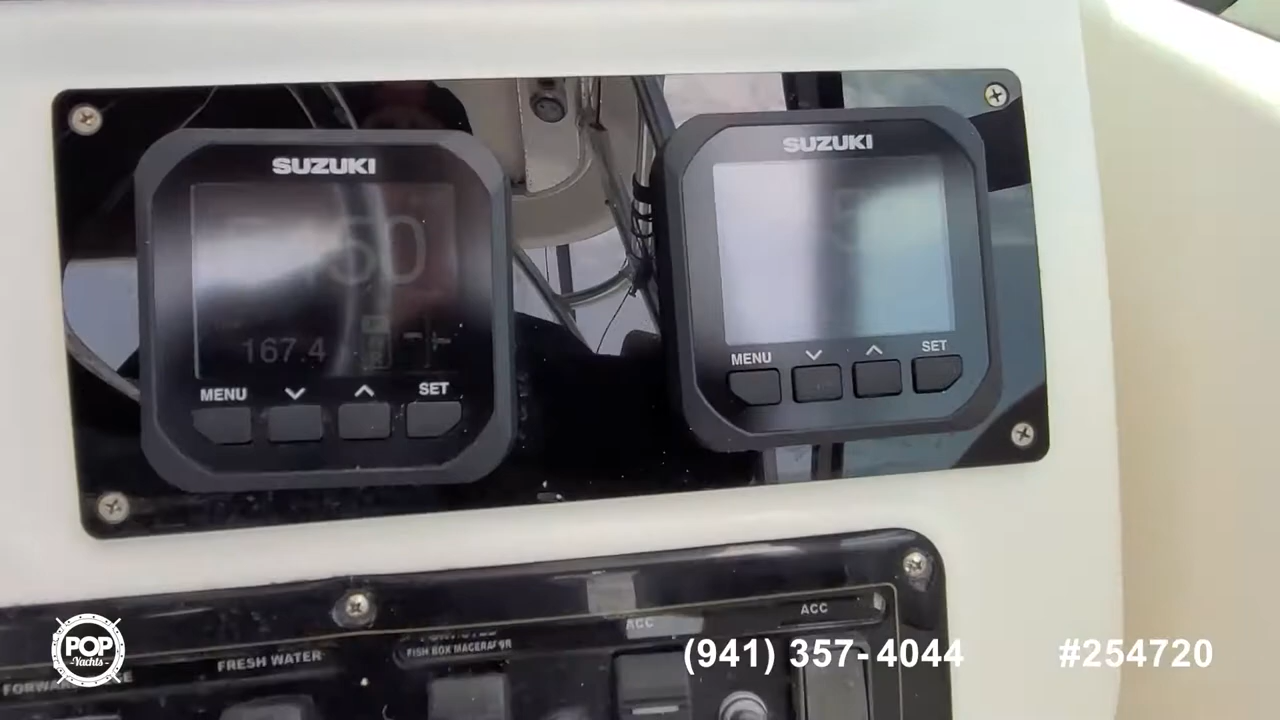 SUZUKI
50
167.4
MENU
SET
SUZUKI
MENU
SET
FRESH WATER
FISH BOX MACERATOR
ACC
ACC
POP
Yachts
(941) 357-4044
#254720